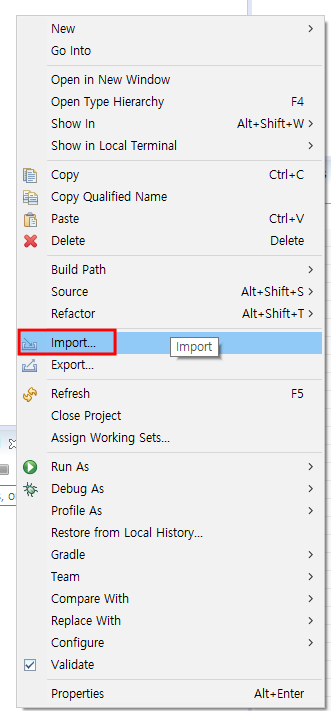 New
Go Into
Open in New Window
Open Type Hierarchy F4
Show In Alt+Shift+W
Show in Local Terminal
Copy Ctrl+C
Copy Qualified Name
Paste Ctrl+V
Delete Delete
Build Path
Source Alt+Shift+S
Refactor Alt+Shift+T
Import...
Import
Export...
Refresh F5
Close Project
Assign Working Sets...
Run As
Debug As
Profile As
Restore from Local History...
Gradle
Team
Compare With
Replace With
Configure
Validate
Properties Alt+Enter